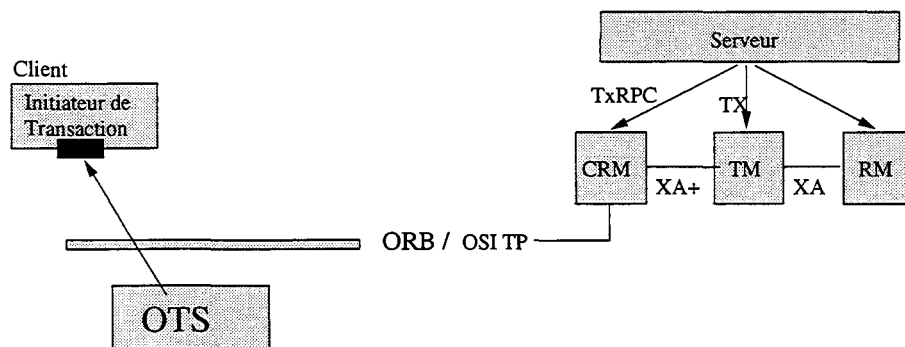 Serveur
Client
Initiateur de
Transaction
TxRPC
TX
CRM
TM
RM
XA+
XA
ORB / OSI TP
OTS